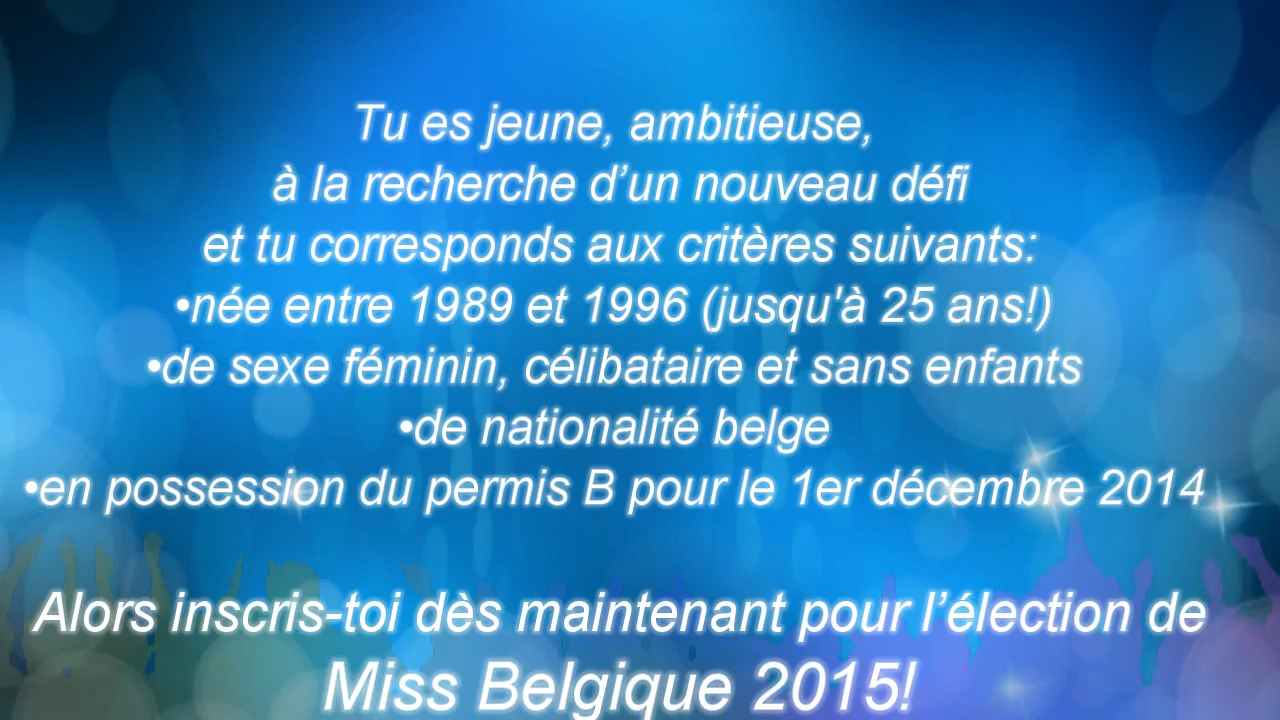 Tu es jeune, ambitieuse,
à la recherche d’un nouveau défi
et tu corresponds aux critères suivants:
•née entre 1989 et 1996 (jusqu'à 25 ans!)
•de sexe féminin, célibataire et sans enfants
•de nationalité belge
•en possession du permis B pour le 1er décembre 2014
Alors inscris-toi dès maintenant pour l’élection de
Miss Belgique 2015!